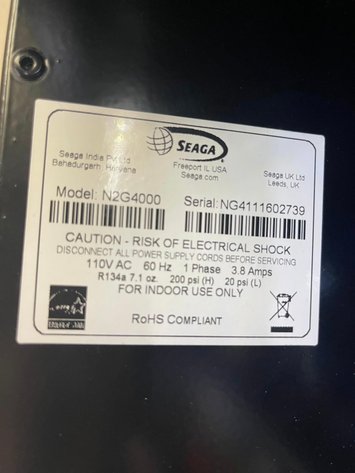 SEAGA
Seaga India Pvt Ltd
Bahadurgarh, Haryana
Freeport IL USA
Seaga.com
Seaga UK Ltd
Leeds, UK
Model: N2G4000 Serial: NG4111602739
CAUTION - RISK OF ELECTRICAL SHOCK
DISCONNECT ALL POWER SUPPLY CORDS BEFORE SERVICING
110V AC 60 Hz 1 Phase 3.8 Amps
R134a 7.1 oz. 200 psi (H) 20 psi (L)
FOR INDOOR USE ONLY
ENERGY STAR
RoHS COMPLIANT